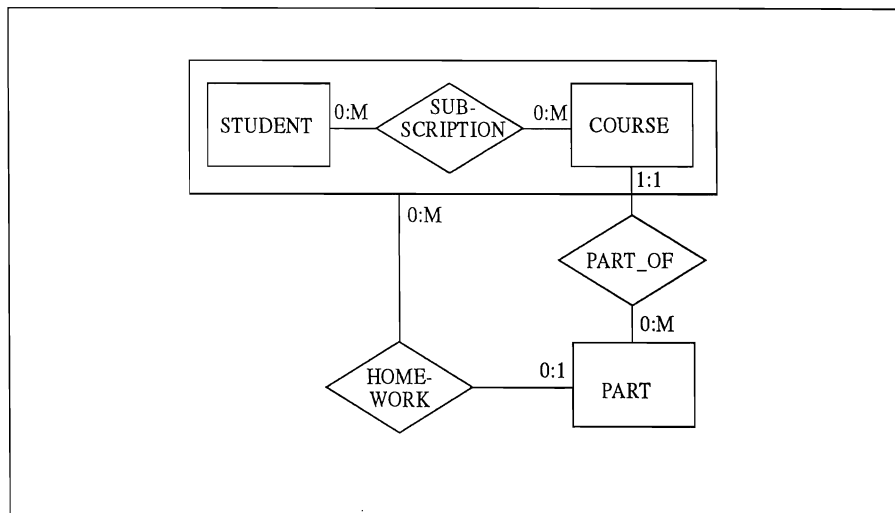 STUDENT
0:M
SUB-
SCRIPTION
0:M
COURSE
1:1
0:M
PART_OF
0:M
HOME-
WORK
0:1
PART